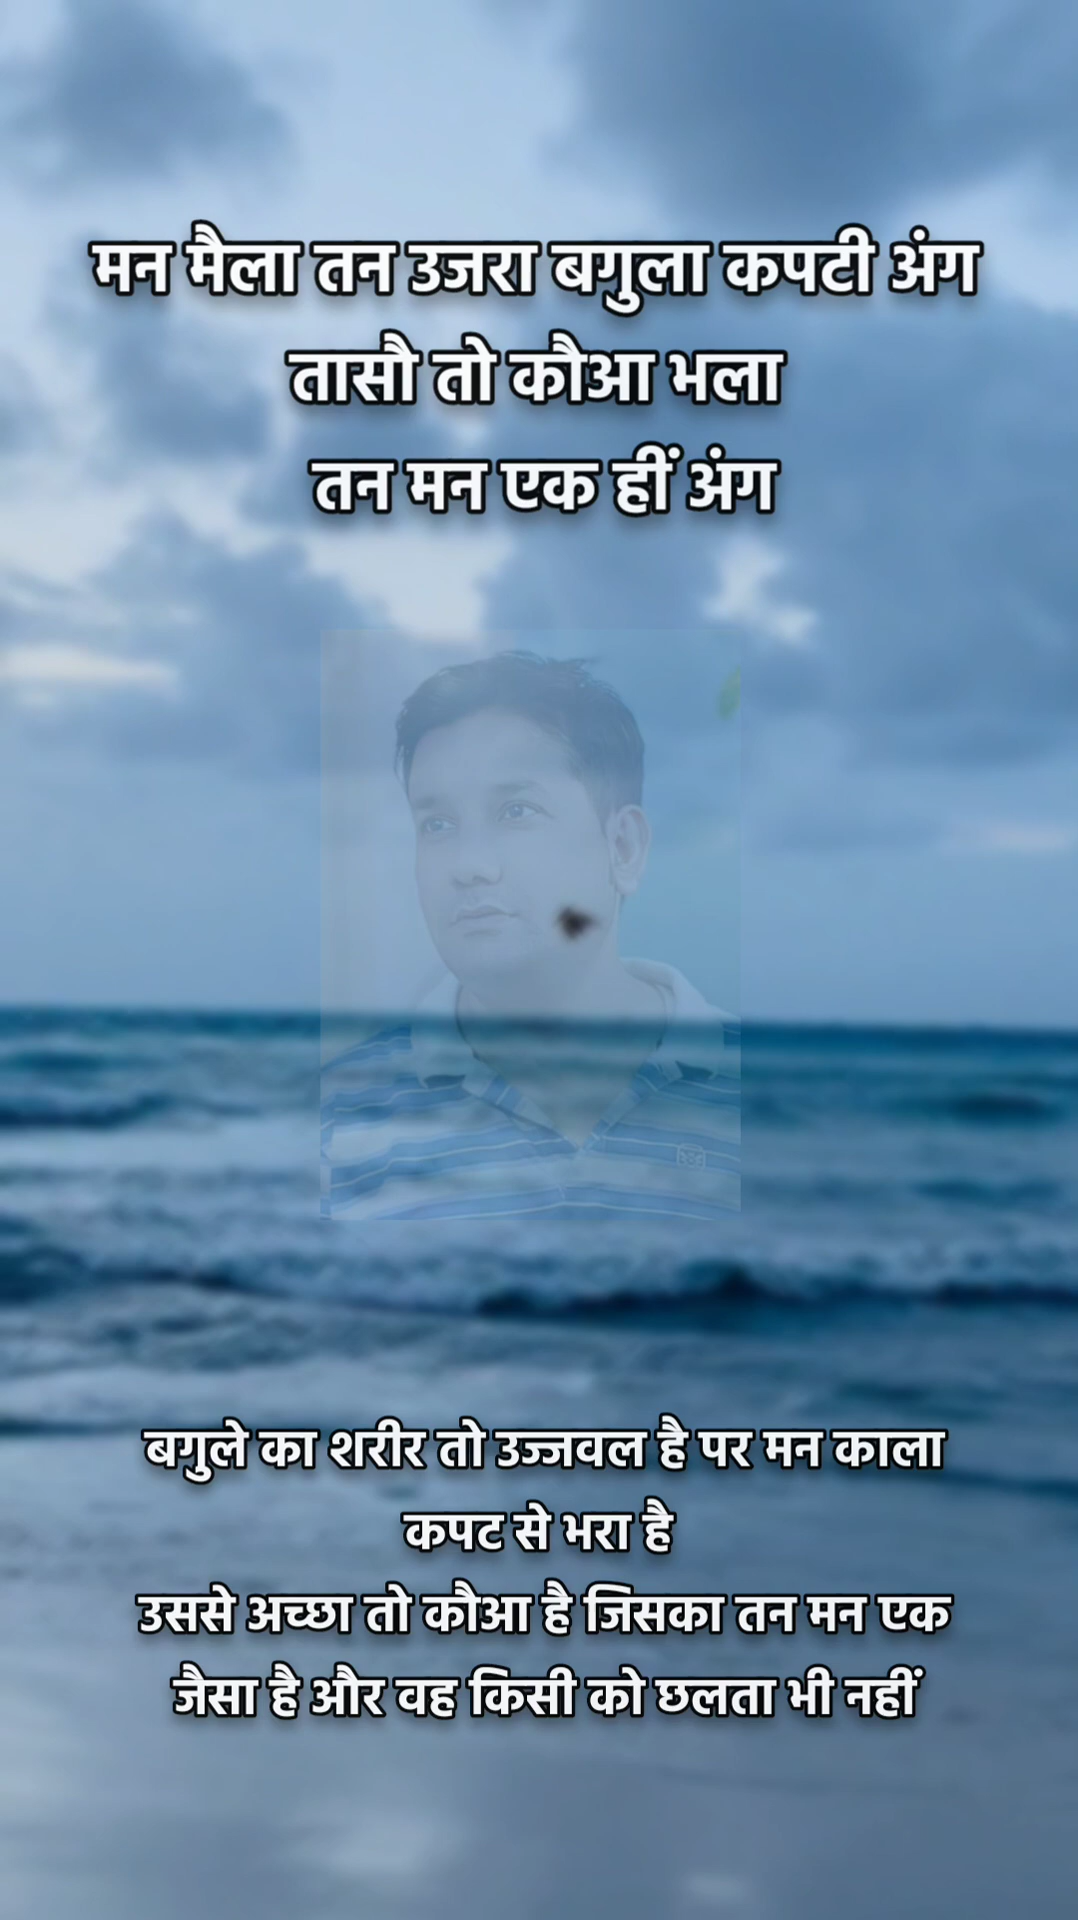 मन मैला तन उजरा बगुला कपटी अंग
तासौ तो कौआ भला
तन मन एक हीं अंग
बगुले का शरीर तो उज्जवल है पर मन काला
कपट से भरा है
उससे अच्छा तो कौआ है जिसका तन मन एक
जैसा है और वह किसी को छलता भी नहीं